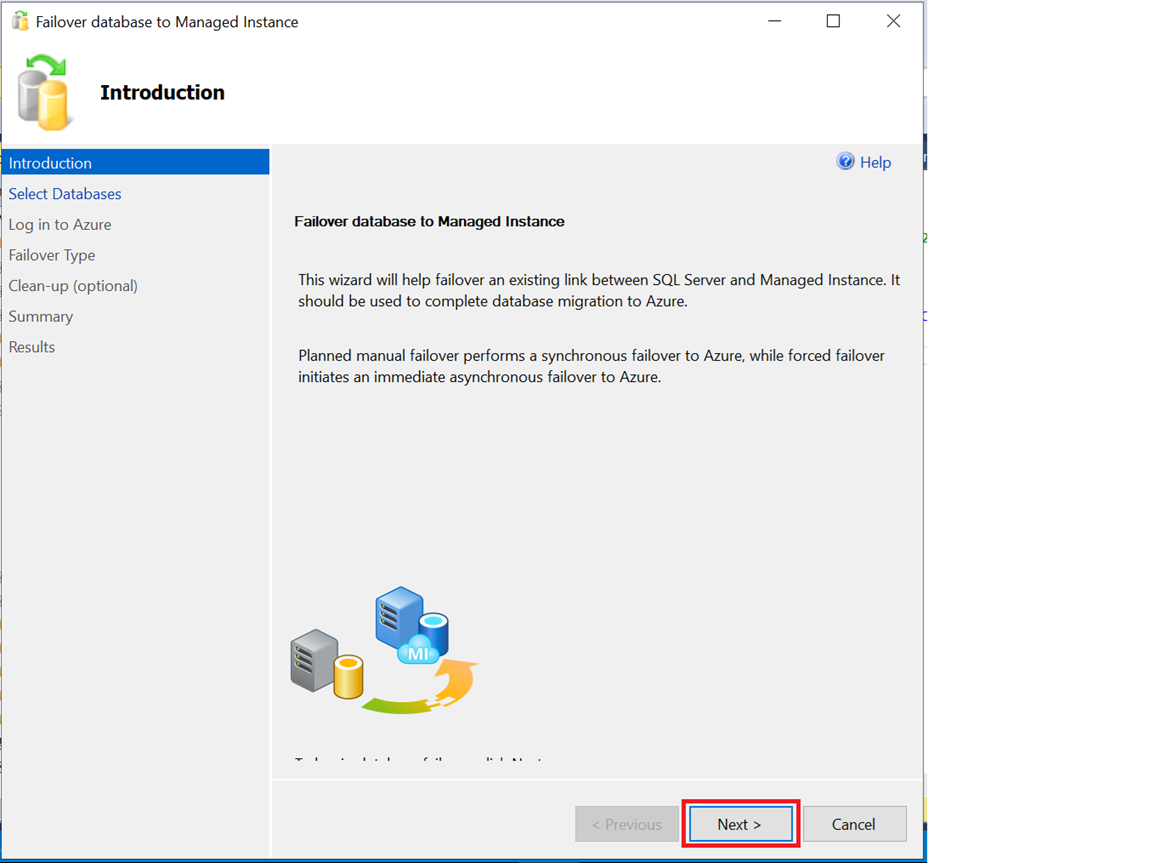 Failover database to Managed Instance
Introduction
Introduction
Select Databases
Log in to Azure
Failover Type
Clean-up (optional)
Summary
Results
Help
Failover database to Managed Instance
This wizard will help failover an existing link between SQL Server and Managed Instance. It
should be used to complete database migration to Azure.
Planned manual failover performs a synchronous failover to Azure, while forced failover
initiates an immediate asynchronous failover to Azure.
MI
< Previous
Next >
Cancel